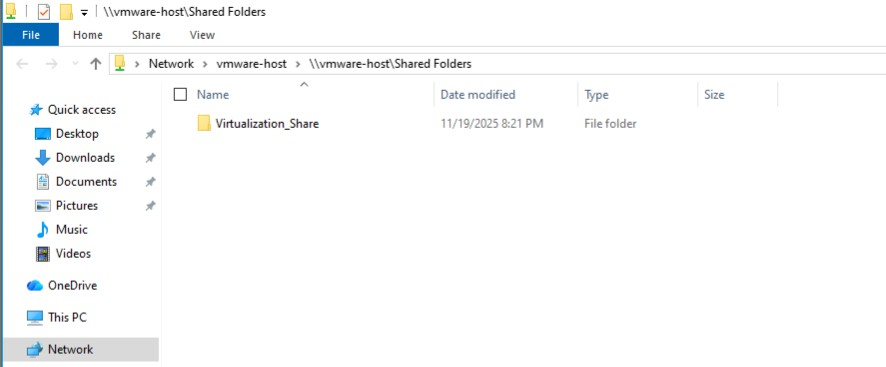 \\vmware-host\Shared Folders
File Home Share View
Network › vmware-host › \\vmware-host\Shared Folders
Name Date modified Type Size
Quick access
Virtualization_Share 11/19/2025 8:21 PM File folder
Desktop
Downloads
Documents
Pictures
Music
Videos
OneDrive
This PC
Network